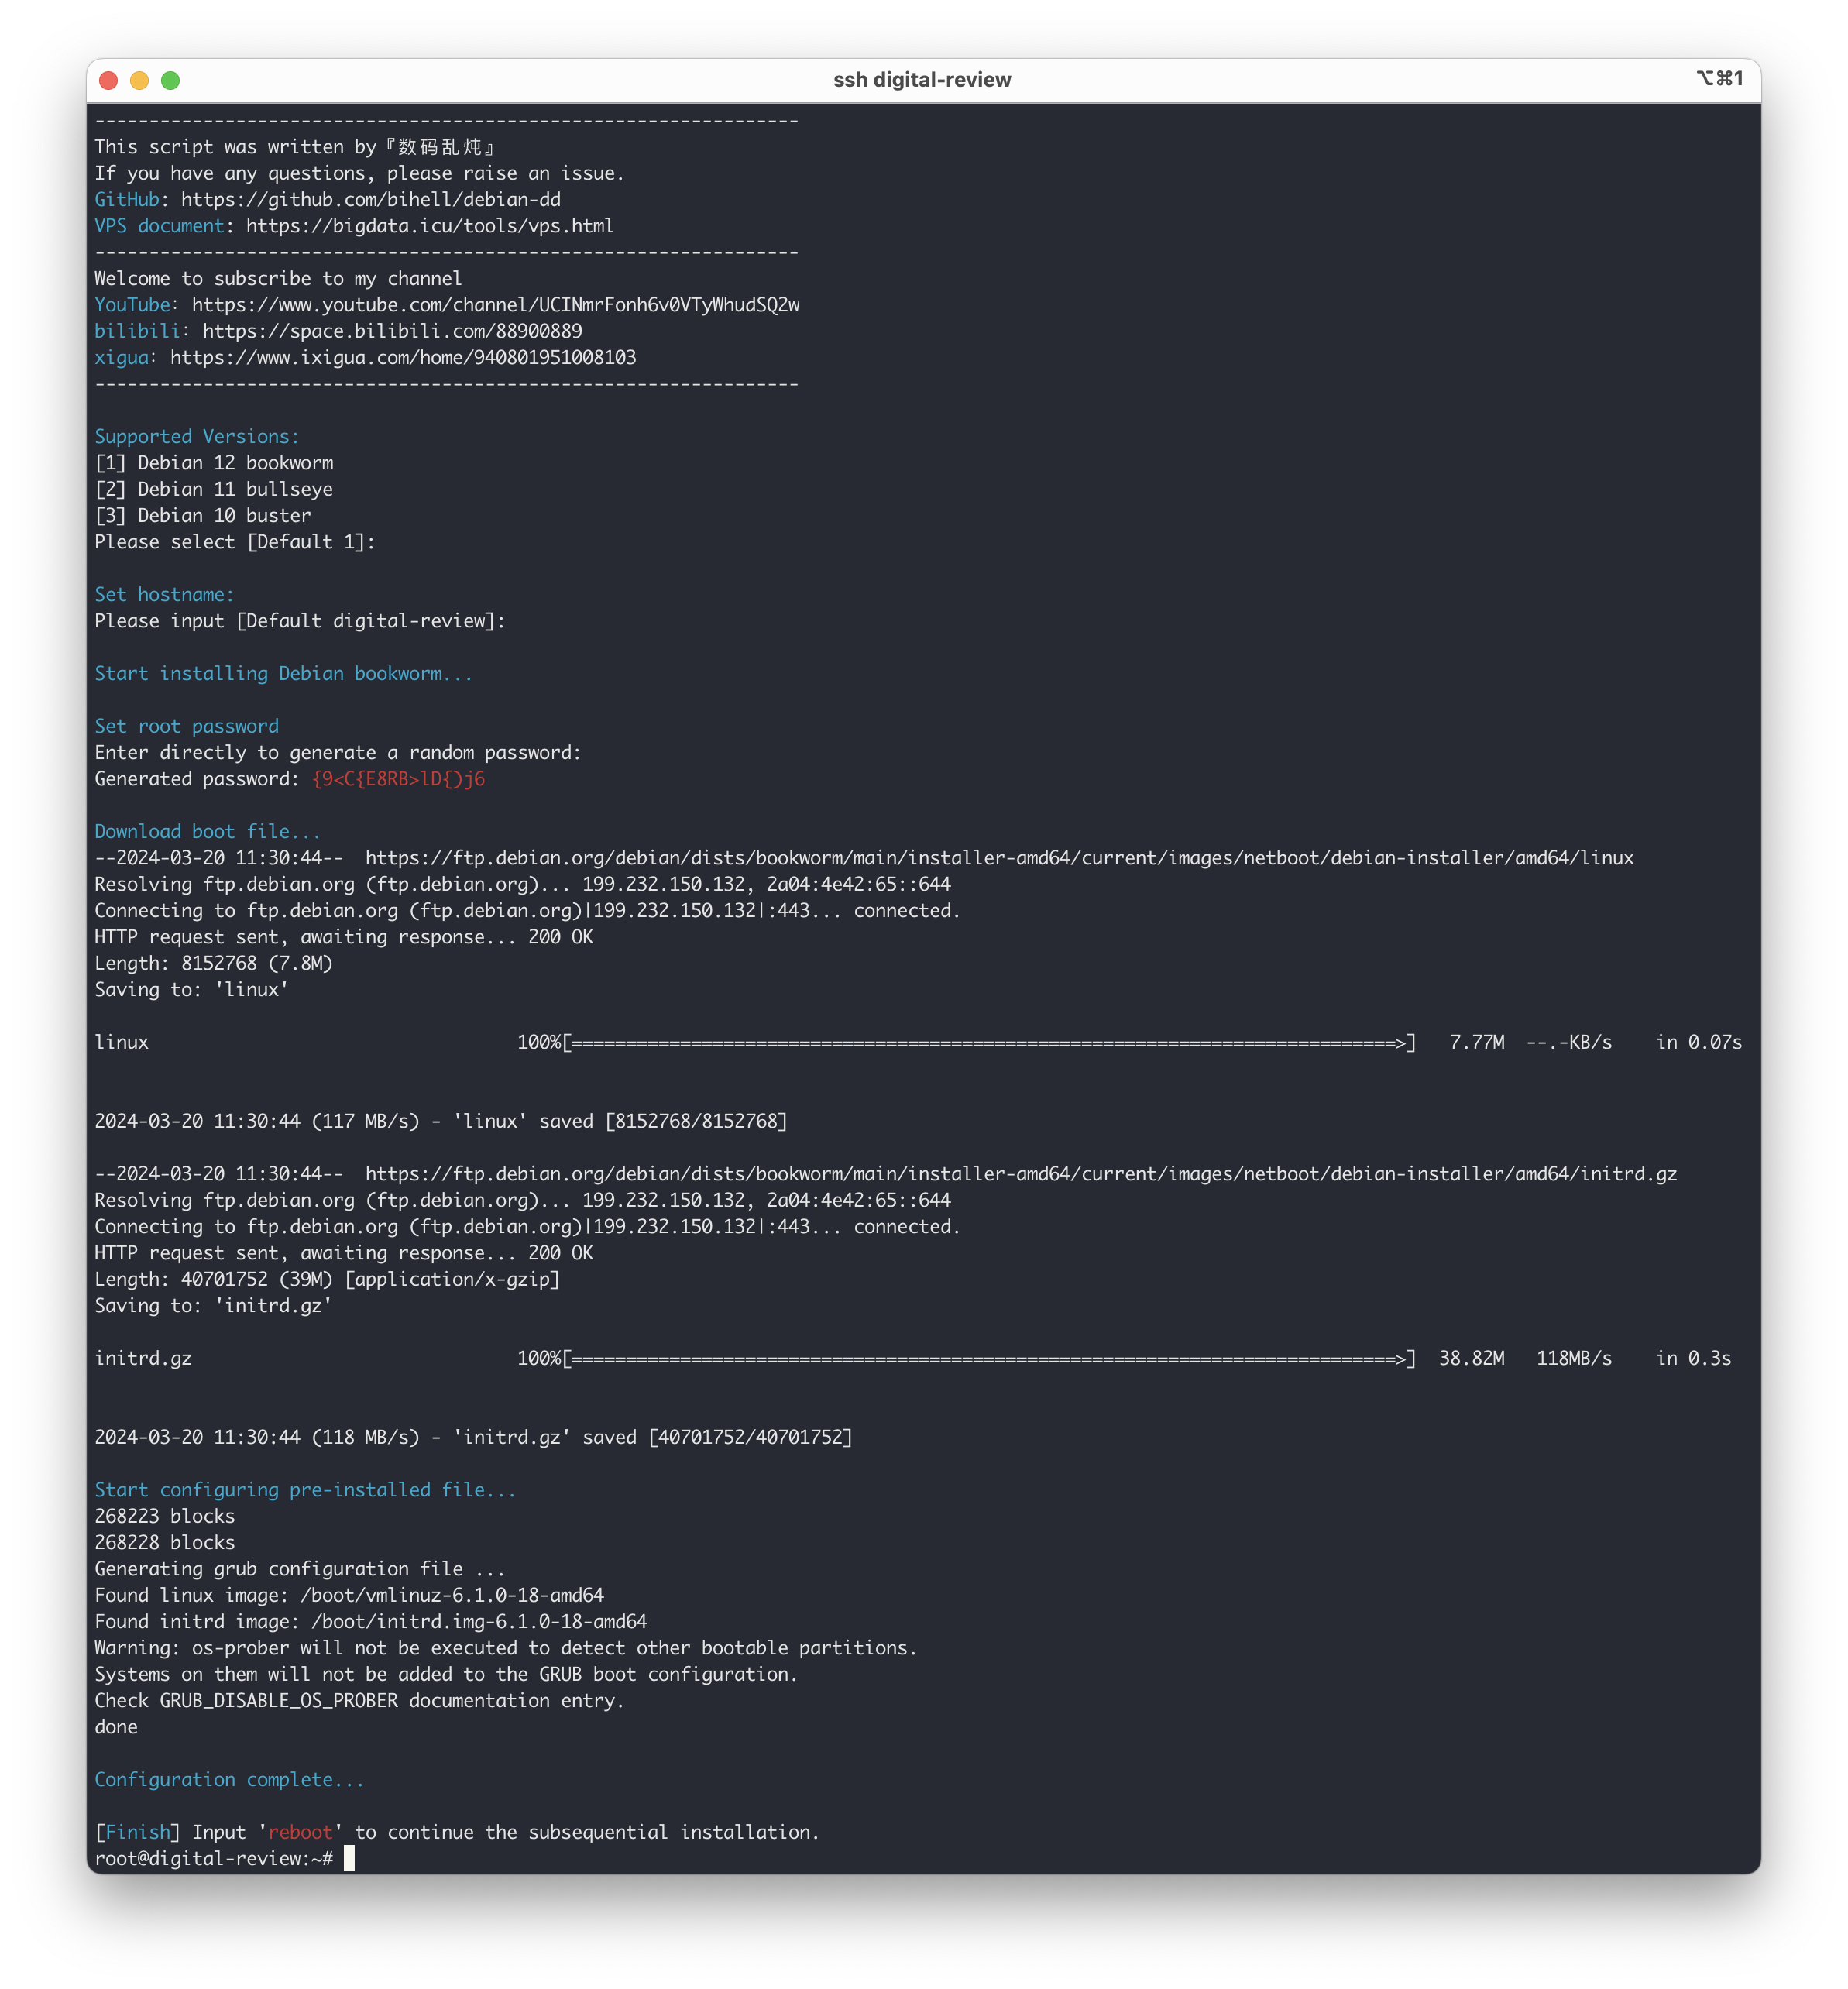 ssh digital-review
⌥⌘1
-----------------------------------------------------------------
This script was written by『数码乱炖』
If you have any questions, please raise an issue.
GitHub: https://github.com/bihell/debian-dd
VPS document: https://bigdata.icu/tools/vps.html
-----------------------------------------------------------------
Welcome to subscribe to my channel
YouTube: https://www.youtube.com/channel/UCINmrFonh6v0VTyWhudSQ2w
bilibili: https://space.bilibili.com/88900889
xigua: https://www.ixigua.com/home/940801951008103
-----------------------------------------------------------------
Supported Versions:
[1] Debian 12 bookworm
[2] Debian 11 bullseye
[3] Debian 10 buster
Please select [Default 1]:
Set hostname:
Please input [Default digital-review]:
Start installing Debian bookworm...
Set root password
Enter directly to generate a random password:
Generated password: {9<C{E8RB>lD{)j6
Download boot file...
--2024-03-20 11:30:44--  https://ftp.debian.org/debian/dists/bookworm/main/installer-amd64/current/images/netboot/debian-installer/amd64/linux
Resolving ftp.debian.org (ftp.debian.org)... 199.232.150.132, 2a04:4e42:65::644
Connecting to ftp.debian.org (ftp.debian.org)|199.232.150.132|:443... connected.
HTTP request sent, awaiting response... 200 OK
Length: 8152768 (7.8M)
Saving to: 'linux'
linux 100%[============================================================================>] 7.77M --.-KB/s in 0.07s
2024-03-20 11:30:44 (117 MB/s) - 'linux' saved [8152768/8152768]
--2024-03-20 11:30:44--  https://ftp.debian.org/debian/dists/bookworm/main/installer-amd64/current/images/netboot/debian-installer/amd64/initrd.gz
Resolving ftp.debian.org (ftp.debian.org)... 199.232.150.132, 2a04:4e42:65::644
Connecting to ftp.debian.org (ftp.debian.org)|199.232.150.132|:443... connected.
HTTP request sent, awaiting response... 200 OK
Length: 40701752 (39M) [application/x-gzip]
Saving to: 'initrd.gz'
initrd.gz 100%[============================================================================>] 38.82M 118MB/s in 0.3s
2024-03-20 11:30:44 (118 MB/s) - 'initrd.gz' saved [40701752/40701752]
Start configuring pre-installed file...
268223 blocks
268228 blocks
Generating grub configuration file ...
Found linux image: /boot/vmlinuz-6.1.0-18-amd64
Found initrd image: /boot/initrd.img-6.1.0-18-amd64
Warning: os-prober will not be executed to detect other bootable partitions.
Systems on them will not be added to the GRUB boot configuration.
Check GRUB_DISABLE_OS_PROBER documentation entry.
done
Configuration complete...
[Finish] Input 'reboot' to continue the subsequential installation.
root@digital-review:~#